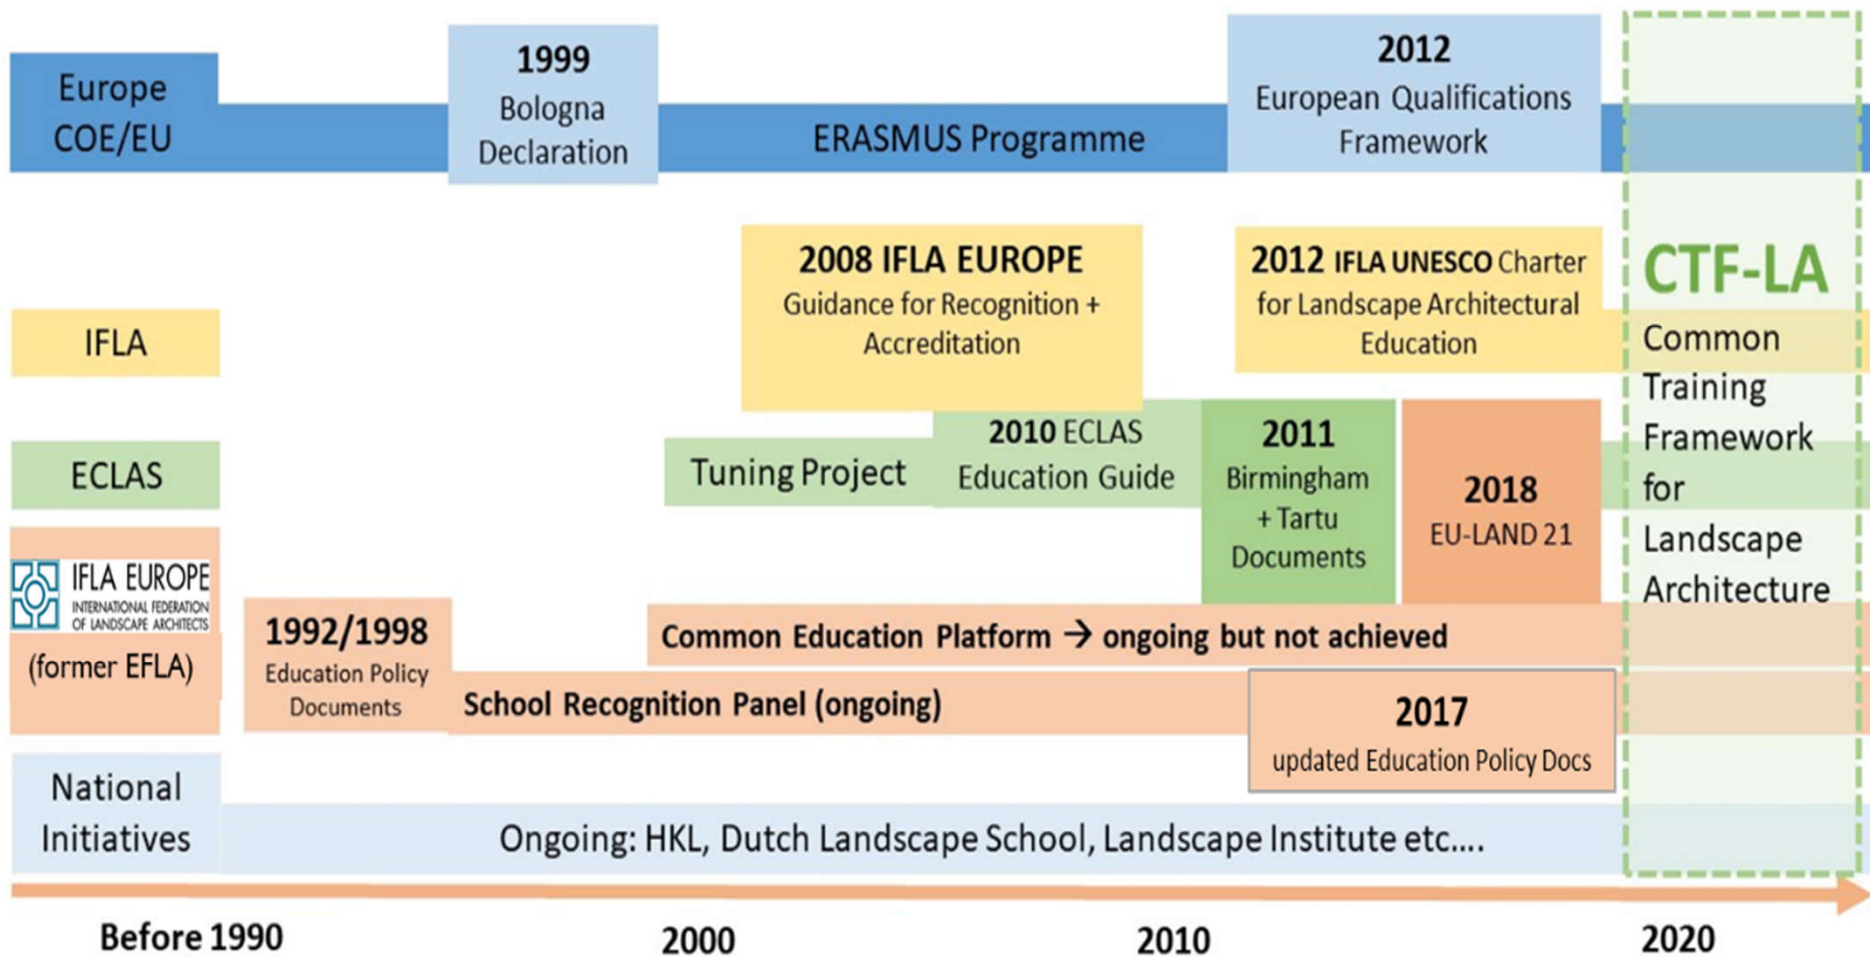 Europe
COE/EU
1999
Bologna
Declaration
ERASMUS Programme
2012
European Qualifications
Framework
IFLA
2008 IFLA EUROPE
Guidance for Recognition +
Accreditation
2012 IFLA UNESCO Charter
for Landscape Architectural
Education
CTF-LA
Common
Training
Framework
for
Landscape
Architecture
ECLAS
Tuning Project
2010 ECLAS
Education Guide
2011
Birmingham
+ Tartu
Documents
2018
EU-LAND 21
IFLA EUROPE
INTERNATIONAL FEDERATION
OF LANDSCAPE ARCHITECTS
(former EFLA)
1992/1998
Education Policy
Documents
Common Education Platform → ongoing but not achieved
School Recognition Panel (ongoing)
2017
updated Education Policy Docs
National
Initiatives
Ongoing: HKL, Dutch Landscape School, Landscape Institute etc....
Before 1990
2000
2010
2020